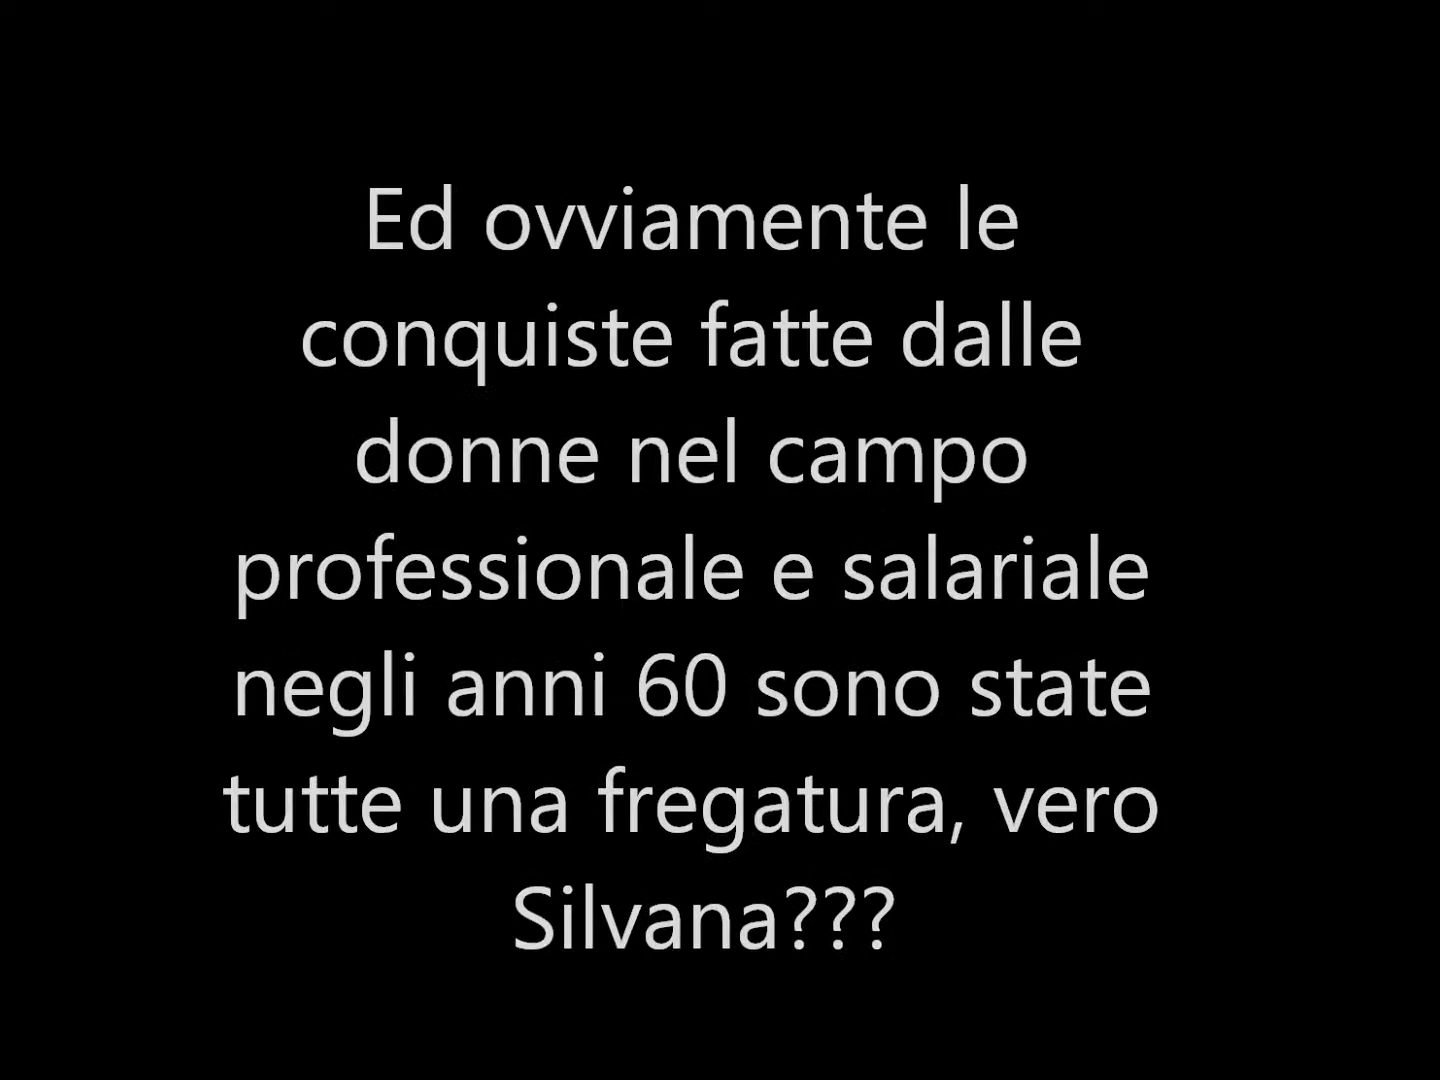 Ed ovviamente le
conquiste fatte dalle
donne nel campo
professionale e salariale
negli anni 60 sono state
tutte una fregatura, vero
Silvana???